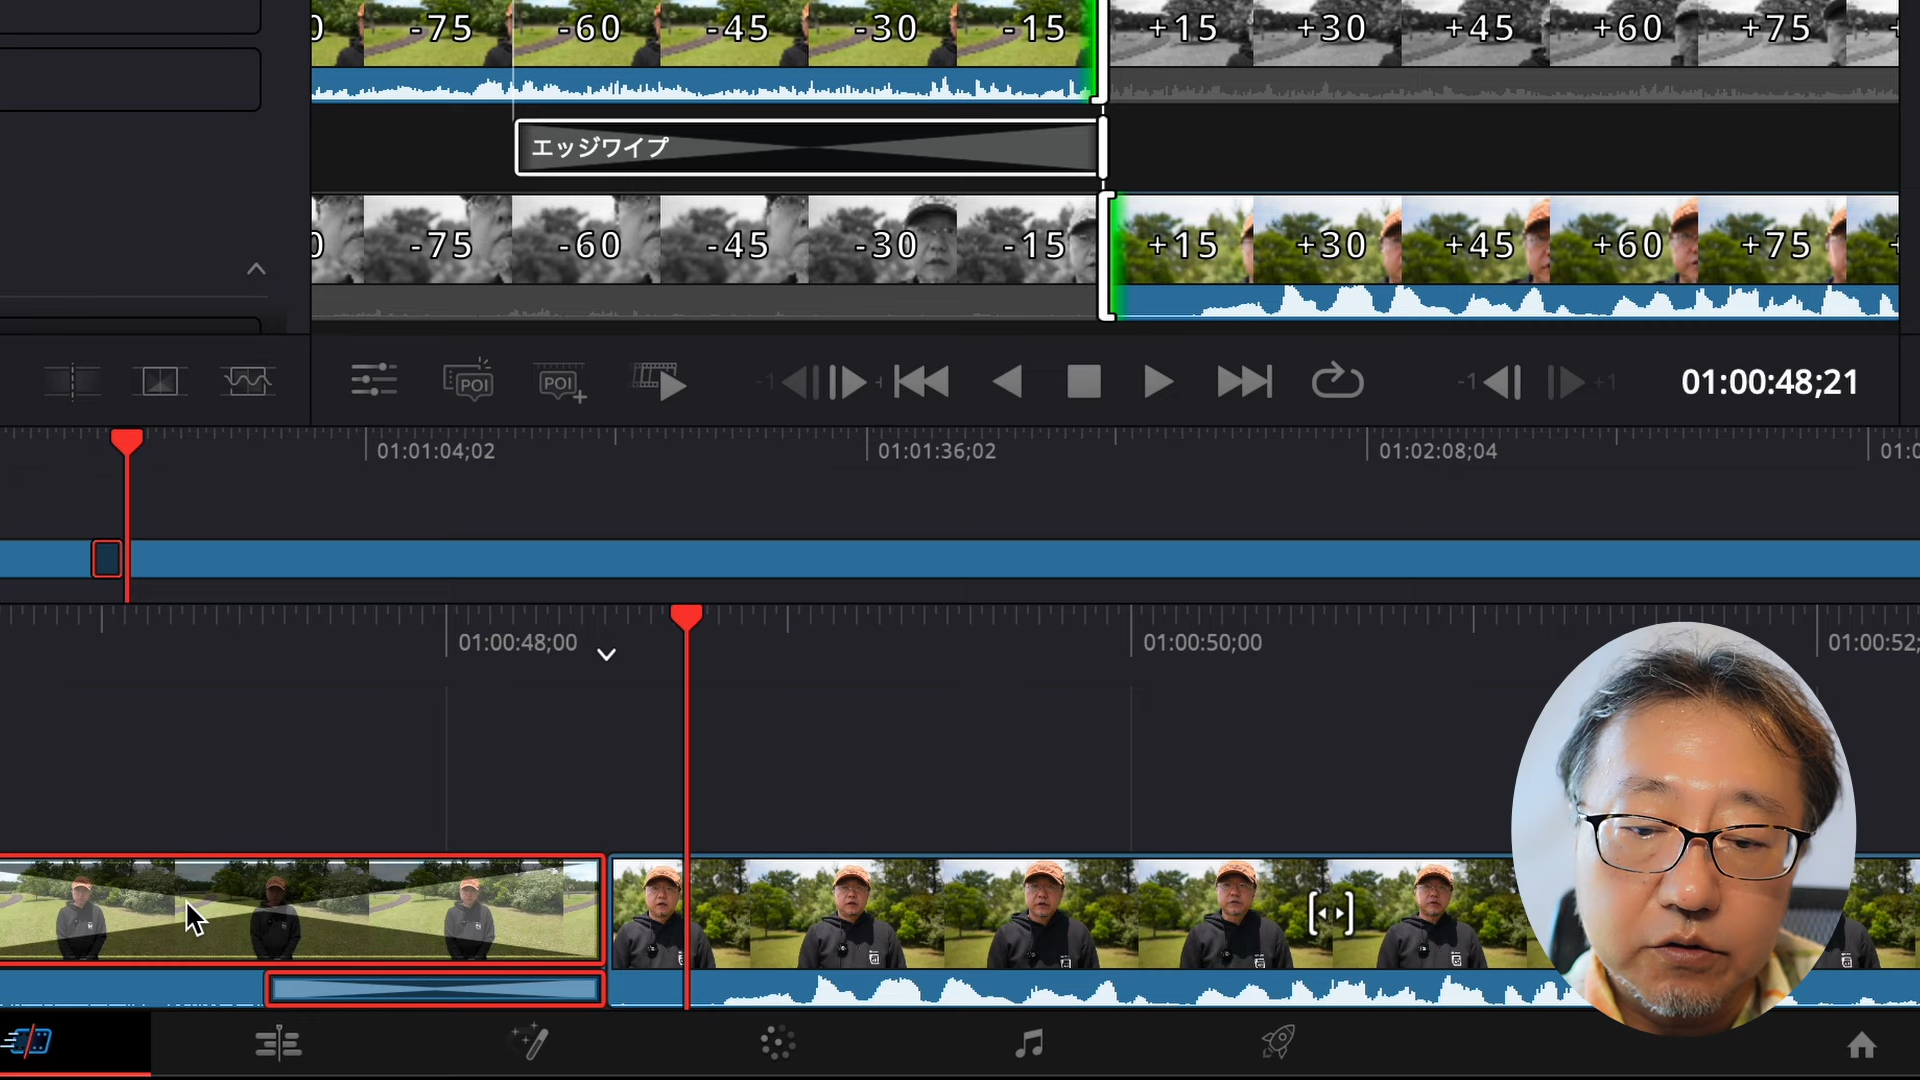 0 -75 -60 -45 -30 -15 +15 +30 +45 +60 +75
エッジワイプ
0 -75 -60 -45 -30 -15 +15 +30 +45 +60 +75
POI POI -1 -1 +1 01:00:48;21
01:01:04;02 01:01:36;02 01:02:08;04 01:0
01:00:48;00 01:00:50;00 01:00:52;